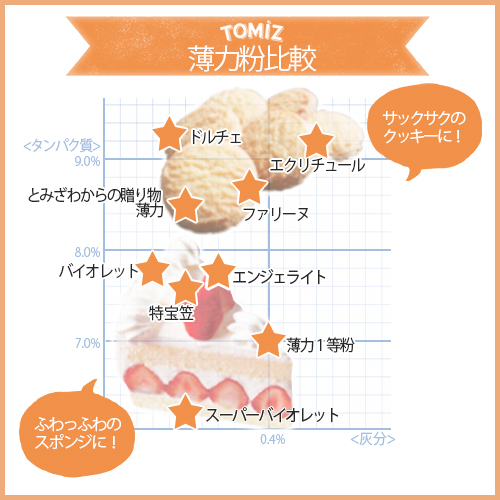 TOMIZ
薄力粉比較
サックサクの
クッキーに！
<タンパク質>
9.0%
ドルチェ
エクリチュール
とみざわからの贈り物
薄力
ファリーヌ
8.0%
バイオレット
エンジェライト
特宝笠
7.0%
薄力１等粉
ふわっふわの
スポンジに！
スーパーバイオレット
0.4%
<灰分>